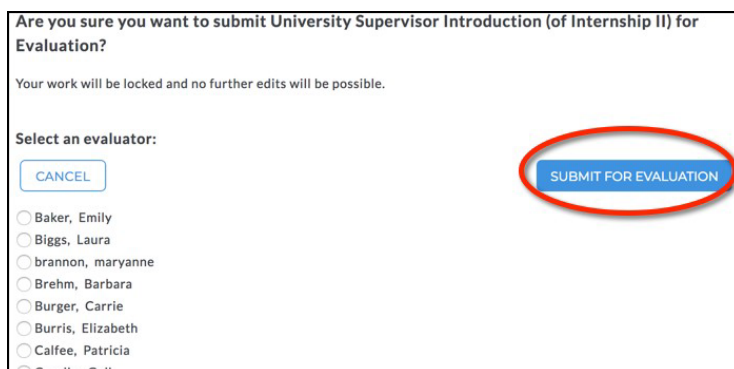 Are you sure you want to submit University Supervisor Introduction (of Internship II) for
Evaluation?
Your work will be locked and no further edits will be possible.
Select an evaluator:
CANCEL
SUBMIT FOR EVALUATION
Baker, Emily
Biggs, Laura
brannon, maryanne
Brehm, Barbara
Burger, Carrie
Burris, Elizabeth
Calfee, Patricia